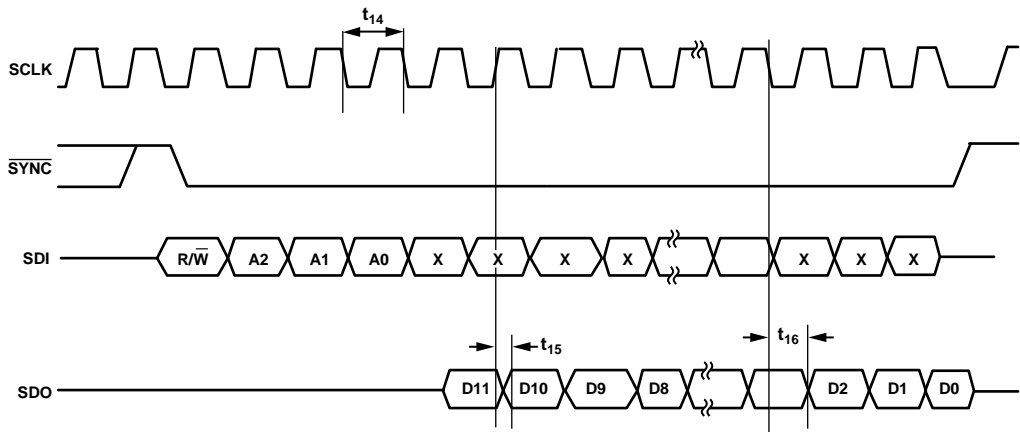 t14
SCLK
SYNC
SDI R/W A2 A1 A0 X X X X X X X
t15 t16
SDO D11 D10 D9 D8 D2 D1 D0